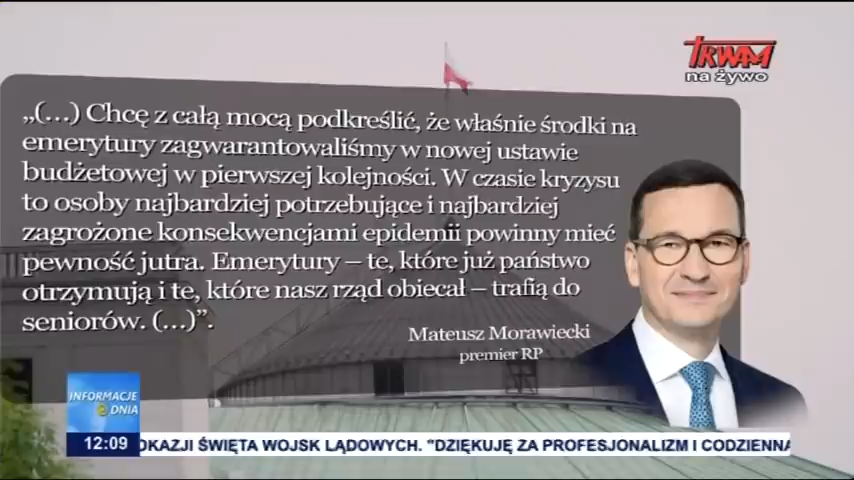 TRWAM
na żywo
„(…) Chcę z całą mocą podkreślić, że właśnie środki na
emerytury zagwarantowaliśmy w nowej ustawie
budżetowej w pierwszej kolejności. W czasie kryzysu
to osoby najbardziej potrzebujące i najbardziej
zagrożone konsekwencjami epidemii powinny mieć
pewność jutra. Emerytury – te, które już państwo
otrzymują i te, które nasz rząd obiecał – trafią do
seniorów. (…)”.
Mateusz Morawiecki
premier RP
INFORMACJE
DNIA
12:09
OKAZJI ŚWIĘTA WOJSK LĄDOWYCH. "DZIĘKUJĘ ZA PROFESJONALIZM I CODZIENNA